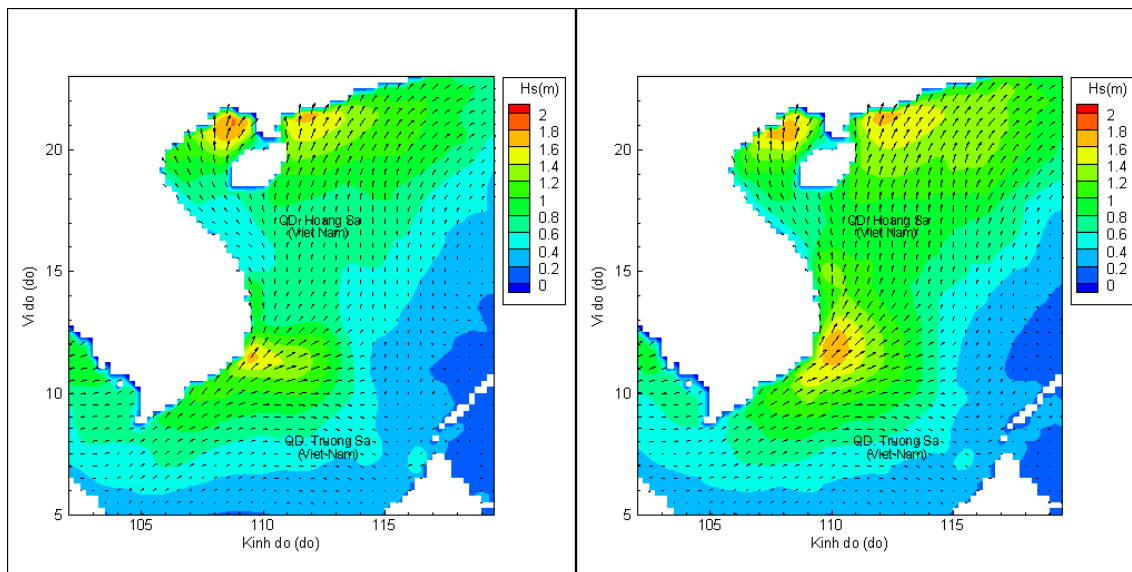 Hs(m)
2
1.8
1.6
1.4
1.2
1
0.8
0.6
0.4
0.2
0
20
15
10
5
Vi do (do)
105
110
115
Kinh do (do)
QD. Hoang Sa
(Viet Nam)
QD. Truong Sa
(Viet-Nam)
Hs(m)
2
1.8
1.6
1.4
1.2
1
0.8
0.6
0.4
0.2
0
20
15
10
5
Vi do (do)
105
110
115
Kinh do (do)
QD. Hoang Sa
(Viet Nam)
QD. Truong Sa
(Viet-Nam)